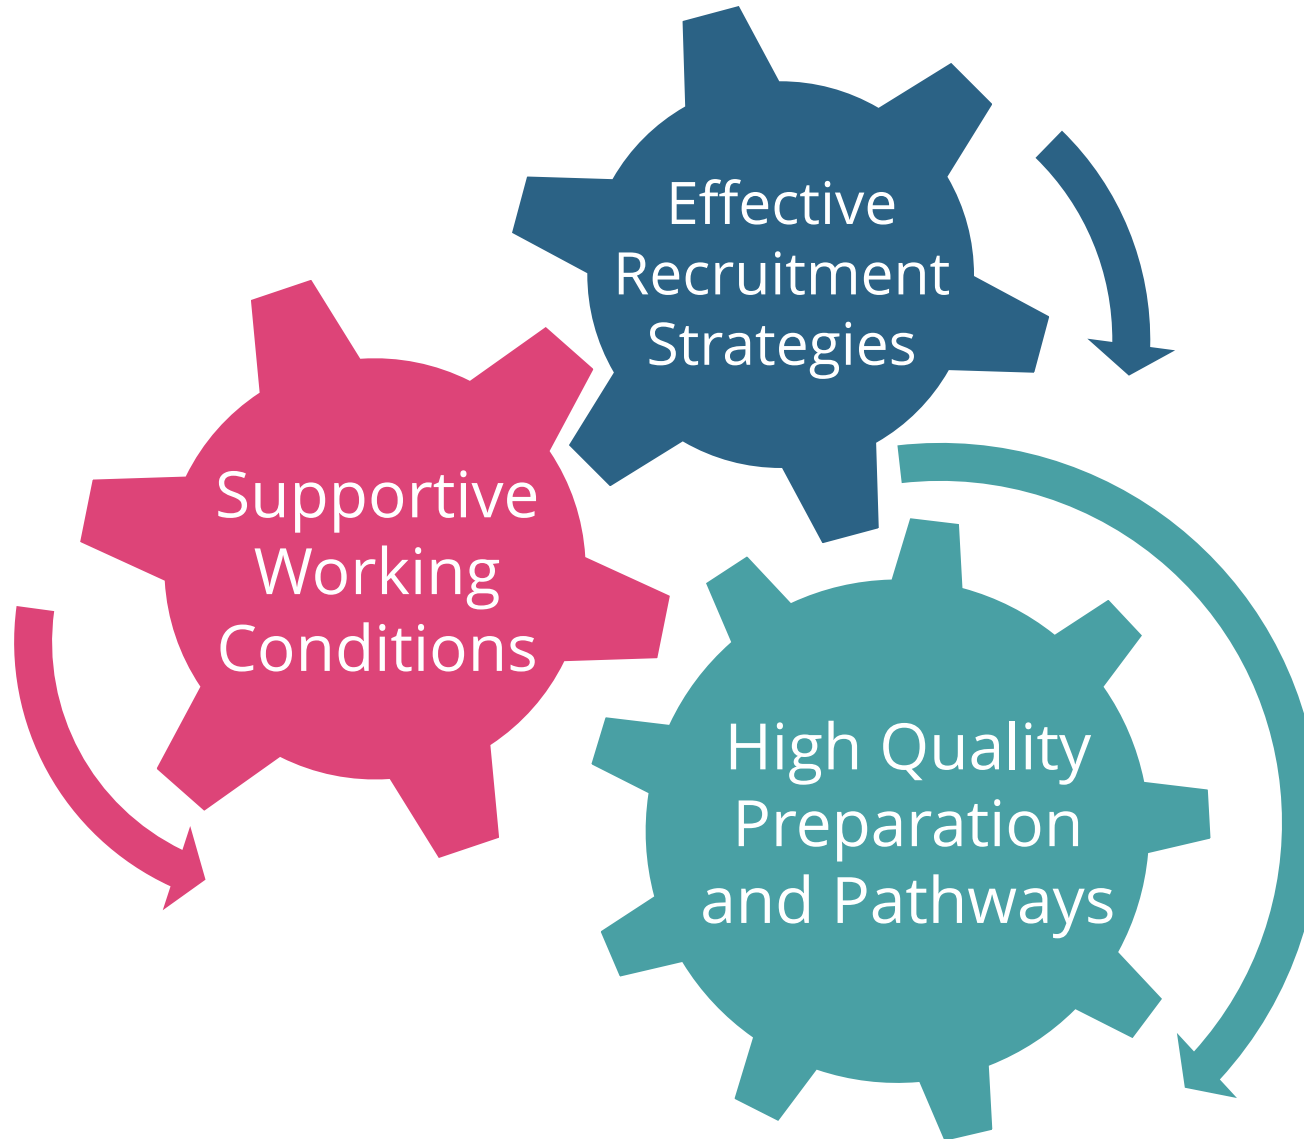 Effective
Recruitment
Strategies
Supportive
Working
Conditions
High Quality
Preparation
and Pathways